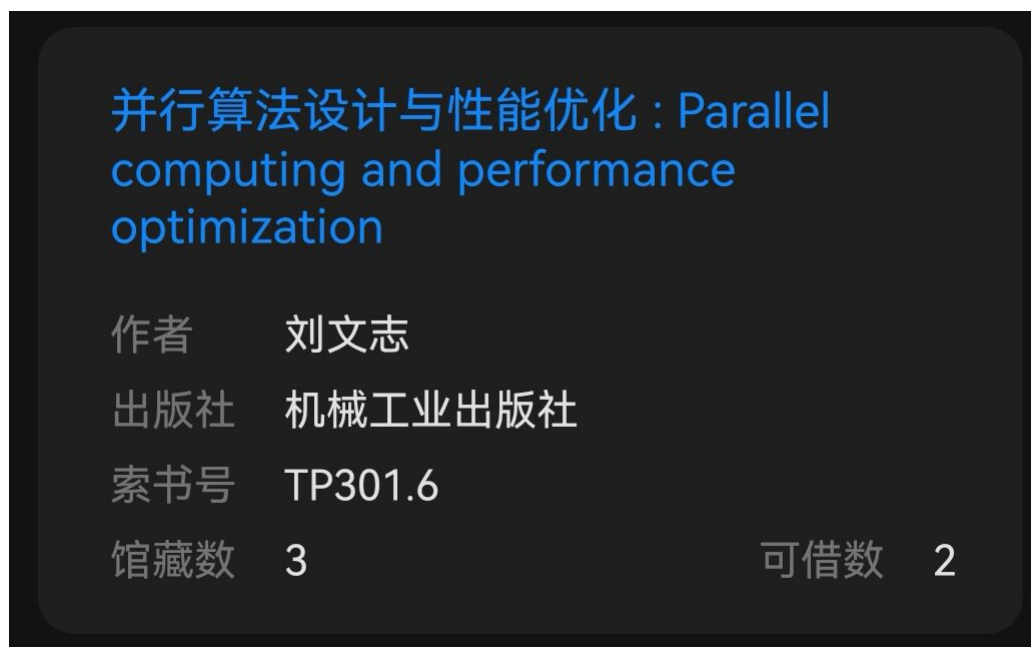 并行算法设计与性能优化 : Parallel
computing and performance
optimization
作者 刘文志
出版社 机械工业出版社
索书号 TP301.6
馆藏数 3 可借数 2